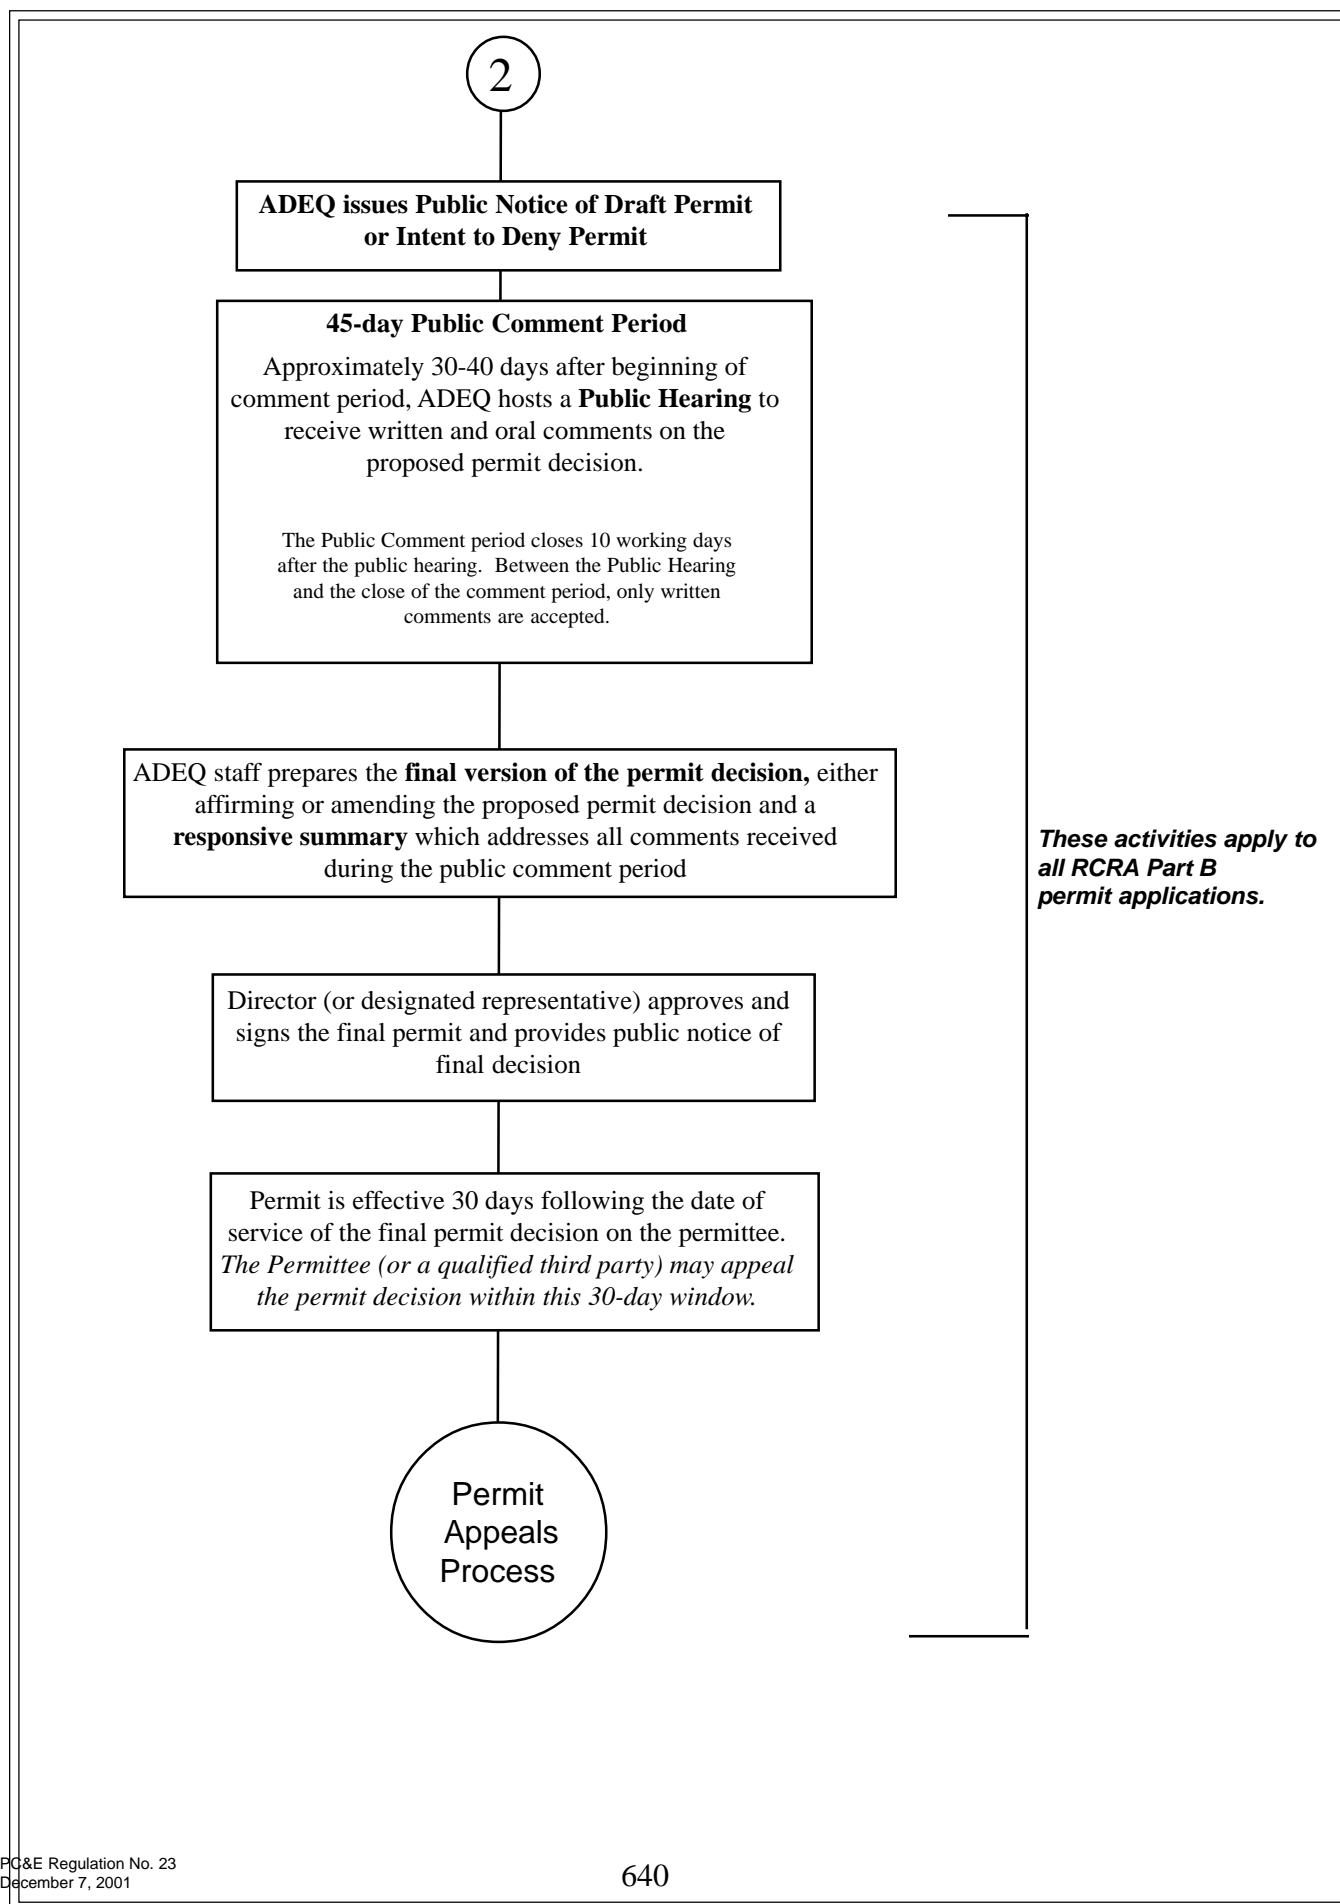 2
ADEQ issues Public Notice of Draft Permit
or Intent to Deny Permit
45-day Public Comment Period
Approximately 30-40 days after beginning of
comment period, ADEQ hosts a Public Hearing to
receive written and oral comments on the
proposed permit decision.
The Public Comment period closes 10 working days
after the public hearing.  Between the Public Hearing
and the close of the comment period, only written
comments are accepted.
ADEQ staff prepares the final version of the permit decision, either
affirming or amending the proposed permit decision and a
responsive summary which addresses all comments received
during the public comment period
These activities apply to
all RCRA Part B
permit applications.
Director (or designated representative) approves and
signs the final permit and provides public notice of
final decision
Permit is effective 30 days following the date of
service of the final permit decision on the permittee.
The Permittee (or a qualified third party) may appeal
the permit decision within this 30-day window.
Permit
Appeals
Process
PC&E Regulation No. 23
December 7, 2001
640